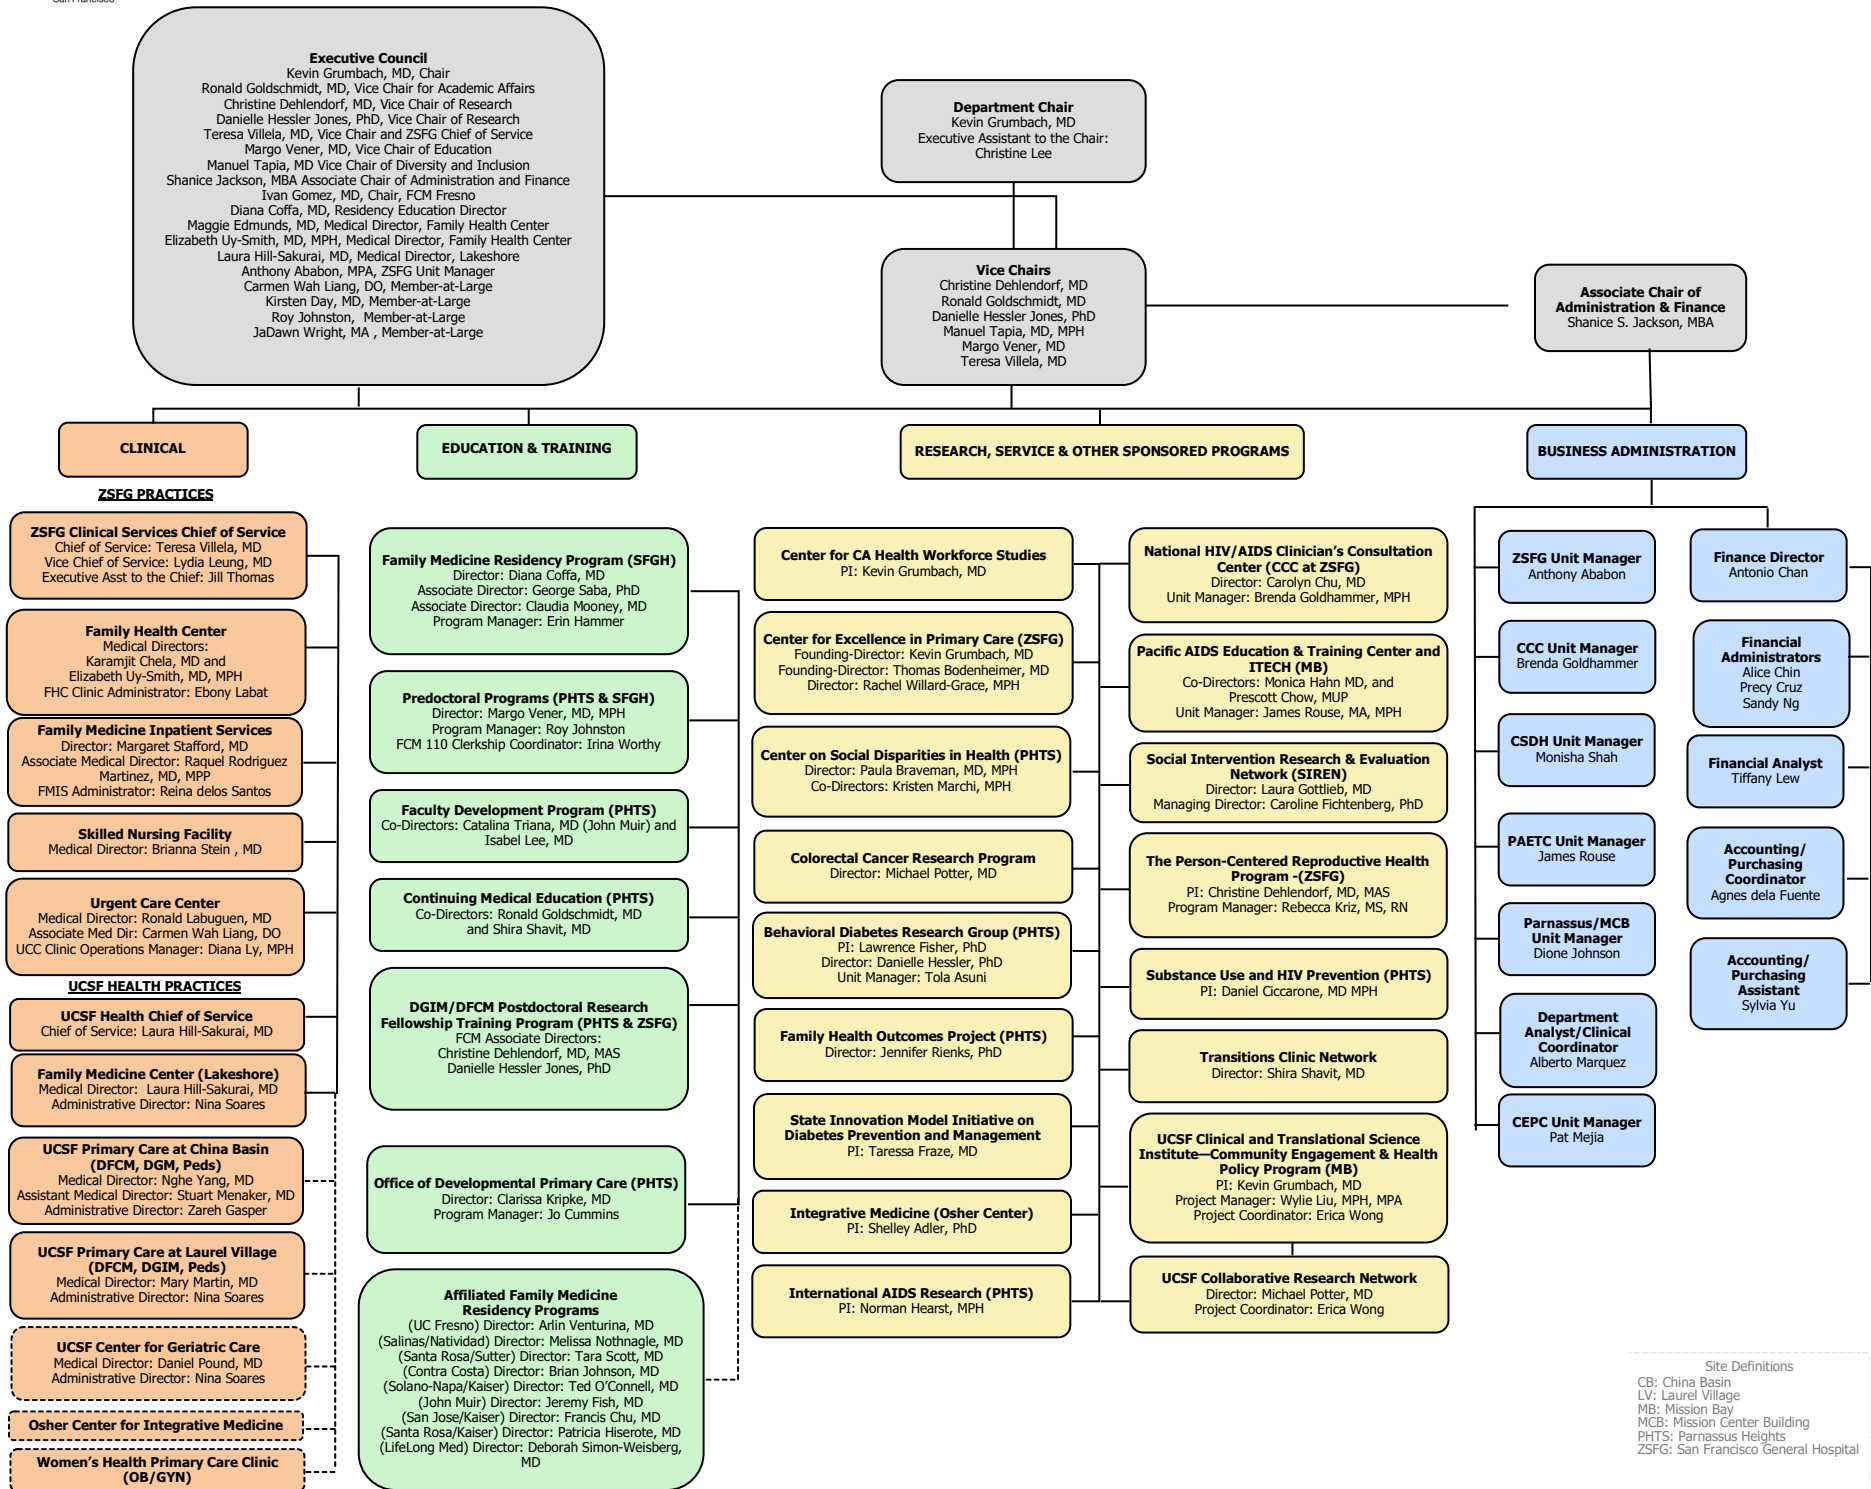 San Francisco
Executive Council
Kevin Grumbach, MD, Chair
Ronald Goldschmidt, MD, Vice Chair for Academic Affairs
Christine Dehlendorf, MD, Vice Chair of Research
Danielle Hessler Jones, PhD, Vice Chair of Research
Teresa Villela, MD, Vice Chair and ZSFG Chief of Service
Margo Vener, MD, Vice Chair of Education
Manuel Tapia, MD Vice Chair of Diversity and Inclusion
Shanice Jackson, MBA Associate Chair of Administration and Finance
Ivan Gomez, MD, Chair, FCM Fresno
Diana Coffa, MD, Residency Education Director
Maggie Edmunds, MD, Medical Director, Family Health Center
Elizabeth Uy-Smith, MD, MPH, Medical Director, Family Health Center
Laura Hill-Sakurai, MD, Medical Director, Lakeshore
Anthony Ababon, MPA, ZSFG Unit Manager
Carmen Wah Liang, DO, Member-at-Large
Kirsten Day, MD, Member-at-Large
Roy Johnston, Member-at-Large
JaDawn Wright, MA , Member-at-Large
Department Chair
Kevin Grumbach, MD
Executive Assistant to the Chair:
Christine Lee
Vice Chairs
Christine Dehlendorf, MD
Ronald Goldschmidt, MD
Danielle Hessler Jones, PhD
Manuel Tapia, MD, MPH
Margo Vener, MD
Teresa Villela, MD
Associate Chair of
Administration & Finance
Shanice S. Jackson, MBA
CLINICAL
ZSFG PRACTICES
ZSFG Clinical Services Chief of Service
Chief of Service: Teresa Villela, MD
Vice Chief of Service: Lydia Leung, MD
Executive Asst to the Chief: Jill Thomas
Family Health Center
Medical Directors:
Karamjit Chela, MD and
Elizabeth Uy-Smith, MD, MPH
FHC Clinic Administrator: Ebony Labat
Family Medicine Inpatient Services
Director: Margaret Stafford, MD
Associate Medical Director: Raquel Rodriguez
Martinez, MD, MPP
FMIS Administrator: Reina delos Santos
Skilled Nursing Facility
Medical Director: Brianna Stein , MD
Urgent Care Center
Medical Director: Ronald Labuguen, MD
Associate Med Dir: Carmen Wah Liang, DO
UCC Clinic Operations Manager: Diana Ly, MPH
UCSF HEALTH PRACTICES
UCSF Health Chief of Service
Chief of Service: Laura Hill-Sakurai, MD
Family Medicine Center (Lakeshore)
Medical Director: Laura Hill-Sakurai, MD
Administrative Director: Nina Soares
UCSF Primary Care at China Basin
(DFCM, DGM, Peds)
Medical Director: Nghe Yang, MD
Assistant Medical Director: Stuart Menaker, MD
Administrative Director: Zareh Gasper
UCSF Primary Care at Laurel Village
(DFCM, DGIM, Peds)
Medical Director: Mary Martin, MD
Administrative Director: Nina Soares
UCSF Center for Geriatric Care
Medical Director: Daniel Pound, MD
Administrative Director: Nina Soares
Osher Center for Integrative Medicine
Women's Health Primary Care Clinic
(OB/GYN)
EDUCATION & TRAINING
Family Medicine Residency Program (SFGH)
Director: Diana Coffa, MD
Associate Director: George Saba, PhD
Associate Director: Claudia Mooney, MD
Program Manager: Erin Hammer
Predoctoral Programs (PHTS & SFGH)
Director: Margo Vener, MD, MPH
Program Manager: Roy Johnston
FCM 110 Clerkship Coordinator: Irina Worthy
Faculty Development Program (PHTS)
Co-Directors: Catalina Triana, MD (John Muir) and
Isabel Lee, MD
Continuing Medical Education (PHTS)
Co-Directors: Ronald Goldschmidt, MD
and Shira Shavit, MD
DGIM/DFCM Postdoctoral Research
Fellowship Training Program (PHTS & ZSFG)
FCM Associate Directors:
Christine Dehlendorf, MD, MAS
Danielle Hessler Jones, PhD
Office of Developmental Primary Care (PHTS)
Director: Clarissa Kripke, MD
Program Manager: Jo Cummins
Affiliated Family Medicine
Residency Programs
(UC Fresno) Director: Arlin Venturina, MD
(Salinas/Natividad) Director: Melissa Nothnagle, MD
(Santa Rosa/Sutter) Director: Tara Scott, MD
(Contra Costa) Director: Brian Johnson, MD
(Solano-Napa/Kaiser) Director: Ted O'Connell, MD
(John Muir) Director: Jeremy Fish, MD
(San Jose/Kaiser) Director: Francis Chu, MD
(Santa Rosa/Kaiser) Director: Patricia Hiserote, MD
(LifeLong Med) Director: Deborah Simon-Weisberg,
MD
RESEARCH, SERVICE & OTHER SPONSORED PROGRAMS
Center for CA Health Workforce Studies
PI: Kevin Grumbach, MD
Center for Excellence in Primary Care (ZSFG)
Founding-Director: Kevin Grumbach, MD
Founding-Director: Thomas Bodenheimer, MD
Director: Rachel Willard-Grace, MPH
Center on Social Disparities in Health (PHTS)
Director: Paula Braveman, MD, MPH
Co-Directors: Kristen Marchi, MPH
Colorectal Cancer Research Program
Director: Michael Potter, MD
Behavioral Diabetes Research Group (PHTS)
PI: Lawrence Fisher, PhD
Director: Danielle Hessler, PhD
Unit Manager: Tola Asuni
Family Health Outcomes Project (PHTS)
Director: Jennifer Rienks, PhD
State Innovation Model Initiative on
Diabetes Prevention and Management
PI: Taressa Fraze, MD
Integrative Medicine (Osher Center)
PI: Shelley Adler, PhD
International AIDS Research (PHTS)
PI: Norman Hearst, MPH
National HIV/AIDS Clinician's Consultation
Center (CCC at ZSFG)
Director: Carolyn Chu, MD
Unit Manager: Brenda Goldhammer, MPH
Pacific AIDS Education & Training Center and
ITECH (MB)
Co-Directors: Monica Hahn MD, and
Prescott Chow, MUP
Unit Manager: James Rouse, MA, MPH
Social Intervention Research & Evaluation
Network (SIREN)
Director: Laura Gottlieb, MD
Managing Director: Caroline Fichtenberg, PhD
The Person-Centered Reproductive Health
Program -(ZSFG)
PI: Christine Dehlendorf, MD, MAS
Program Manager: Rebecca Kriz, MS, RN
Substance Use and HIV Prevention (PHTS)
PI: Daniel Ciccarone, MD MPH
Transitions Clinic Network
Director: Shira Shavit, MD
UCSF Clinical and Translational Science
Institute—Community Engagement & Health
Policy Program (MB)
PI: Kevin Grumbach, MD
Project Manager: Wylie Liu, MPH, MPA
Project Coordinator: Erica Wong
UCSF Collaborative Research Network
Director: Michael Potter, MD
Project Coordinator: Erica Wong
BUSINESS ADMINISTRATION
ZSFG Unit Manager
Anthony Ababon
CCC Unit Manager
Brenda Goldhammer
CSDH Unit Manager
Monisha Shah
PAETC Unit Manager
James Rouse
Parnassus/MCB
Unit Manager
Dione Johnson
Department
Analyst/Clinical
Coordinator
Alberto Marquez
CEPC Unit Manager
Pat Mejia
Finance Director
Antonio Chan
Financial
Administrators
Alice Chin
Precy Cruz
Sandy Ng
Financial Analyst
Tiffany Lew
Accounting/
Purchasing
Coordinator
Agnes dela Fuente
Accounting/
Purchasing
Assistant
Sylvia Yu
Site Definitions
CB: China Basin
LV: Laurel Village
MB: Mission Bay
MCB: Mission Center Building
PHTS: Parnassus Heights
ZSFG: San Francisco General Hospital